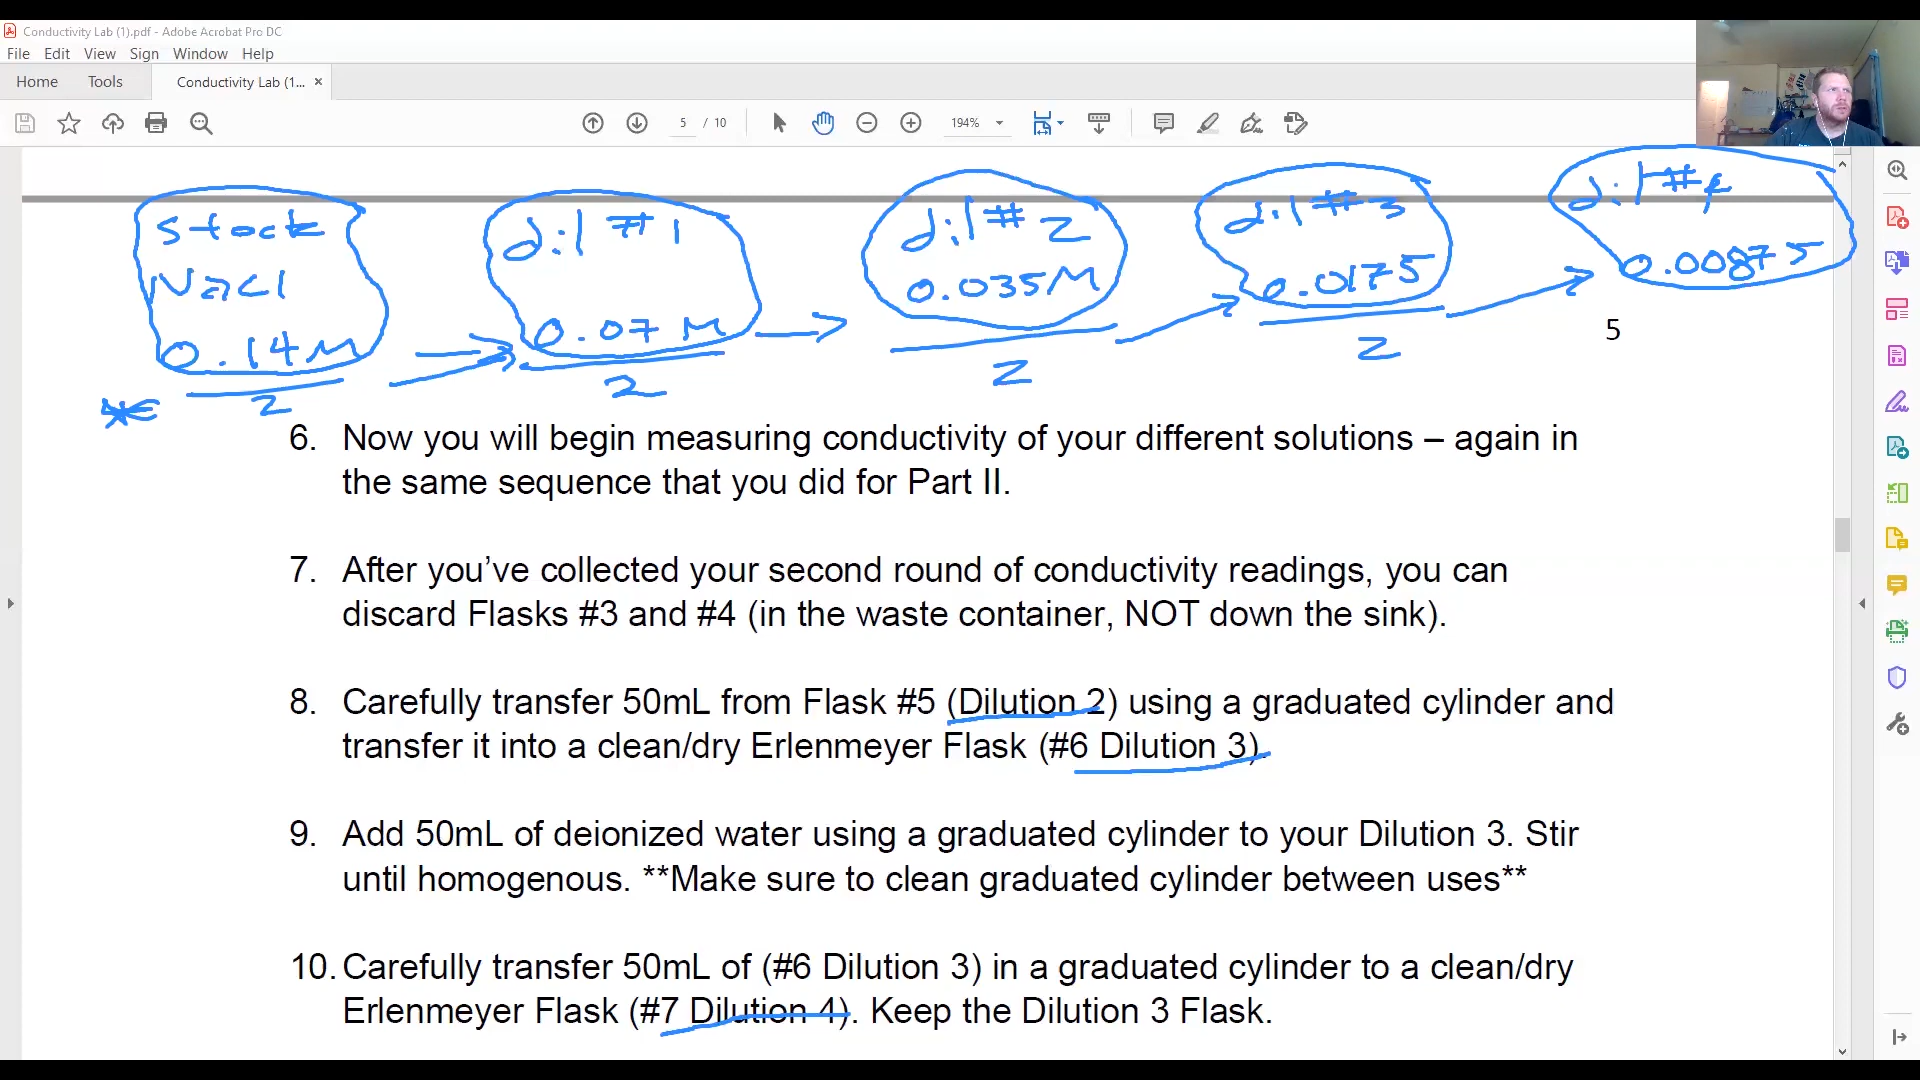 Conductivity Lab (1).pdf - Adobe Acrobat Pro DC
File Edit View Sign Window Help
Home Tools Conductivity Lab (1... ×
5 / 10 194%
Stock
NaCl
0.14M
2
dil #1
0.07 M
2
dil #2
0.035M
2
dil #3
0.0175
2
dil #4
0.00875
5
6. Now you will begin measuring conductivity of your different solutions – again in
the same sequence that you did for Part II.
7. After you’ve collected your second round of conductivity readings, you can
discard Flasks #3 and #4 (in the waste container, NOT down the sink).
8. Carefully transfer 50mL from Flask #5 (Dilution 2) using a graduated cylinder and
transfer it into a clean/dry Erlenmeyer Flask (#6 Dilution 3).
9. Add 50mL of deionized water using a graduated cylinder to your Dilution 3. Stir
until homogenous. **Make sure to clean graduated cylinder between uses**
10. Carefully transfer 50mL of (#6 Dilution 3) in a graduated cylinder to a clean/dry
Erlenmeyer Flask (#7 Dilution 4). Keep the Dilution 3 Flask.